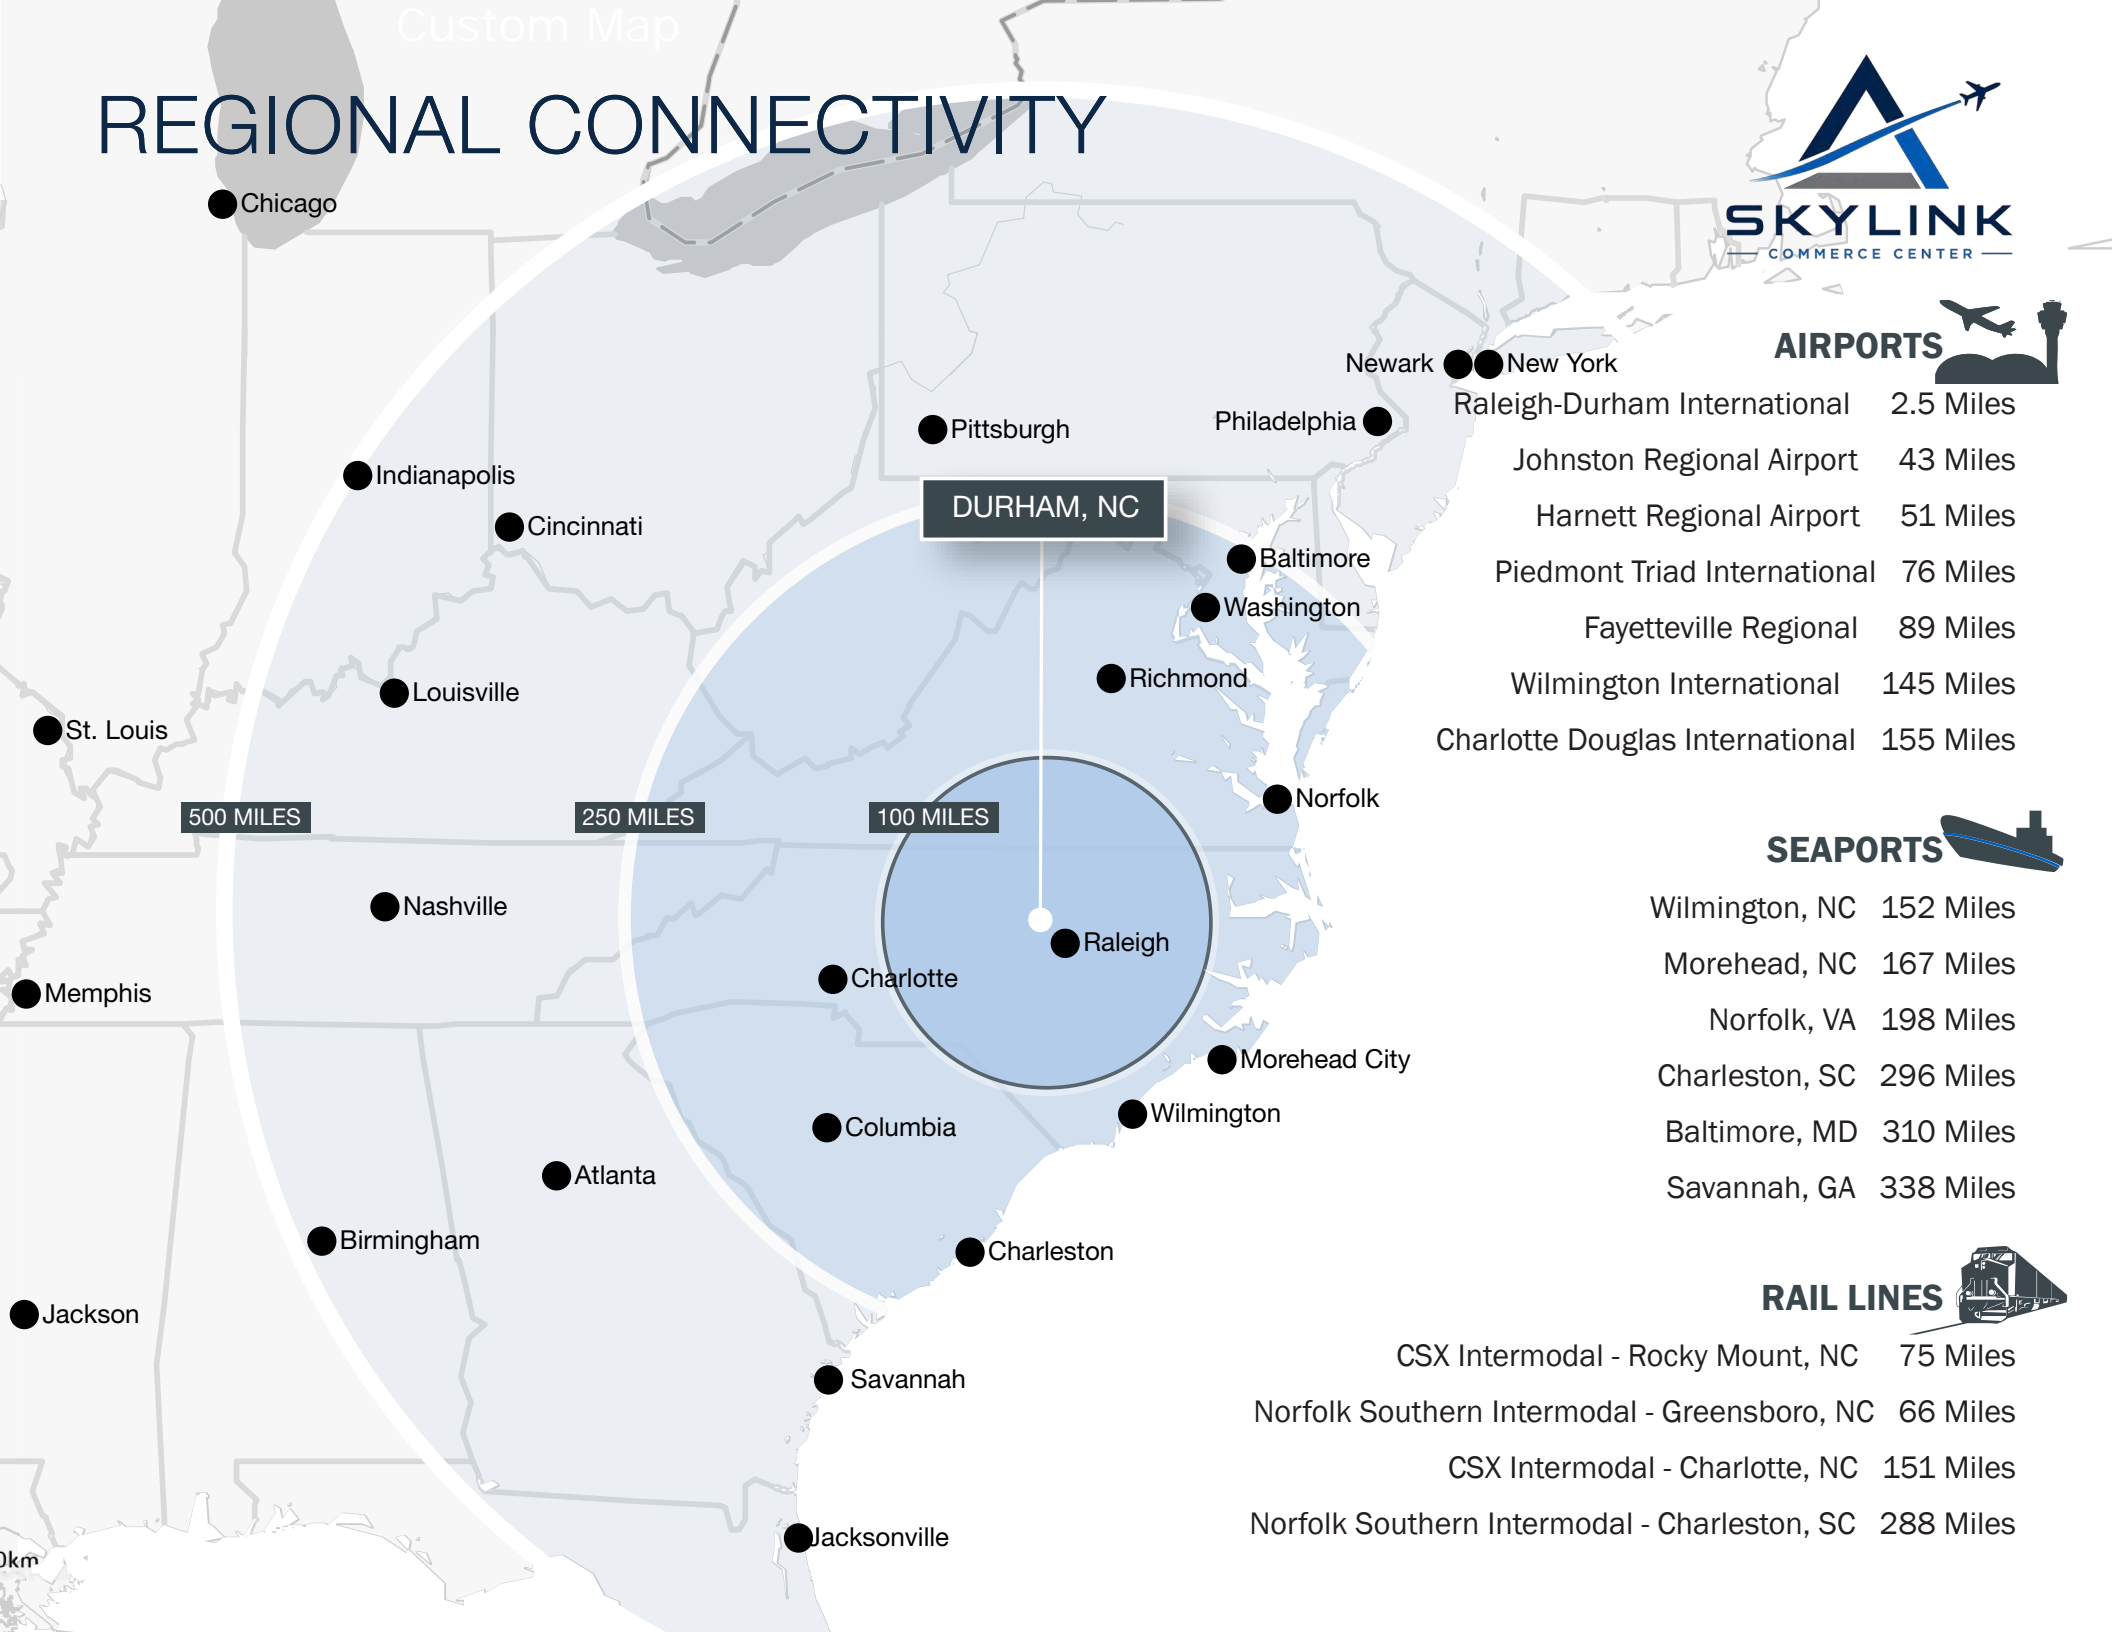 Custom Map
REGIONAL CONNECTIVITY
SKYLINK
COMMERCE CENTER
Chicago
Newark
New York
Philadelphia
Pittsburgh
Indianapolis
Cincinnati
DURHAM, NC
Baltimore
Washington
Richmond
Louisville
St. Louis
Norfolk
500 MILES
250 MILES
100 MILES
Nashville
Raleigh
Charlotte
Memphis
Morehead City
Wilmington
Columbia
Atlanta
Birmingham
Charleston
Jackson
Savannah
Jacksonville
0km
AIRPORTS
Raleigh-Durham International 2.5 Miles
Johnston Regional Airport 43 Miles
Harnett Regional Airport 51 Miles
Piedmont Triad International 76 Miles
Fayetteville Regional 89 Miles
Wilmington International 145 Miles
Charlotte Douglas International 155 Miles
SEAPORTS
Wilmington, NC 152 Miles
Morehead, NC 167 Miles
Norfolk, VA 198 Miles
Charleston, SC 296 Miles
Baltimore, MD 310 Miles
Savannah, GA 338 Miles
RAIL LINES
CSX Intermodal - Rocky Mount, NC 75 Miles
Norfolk Southern Intermodal - Greensboro, NC 66 Miles
CSX Intermodal - Charlotte, NC 151 Miles
Norfolk Southern Intermodal - Charleston, SC 288 Miles